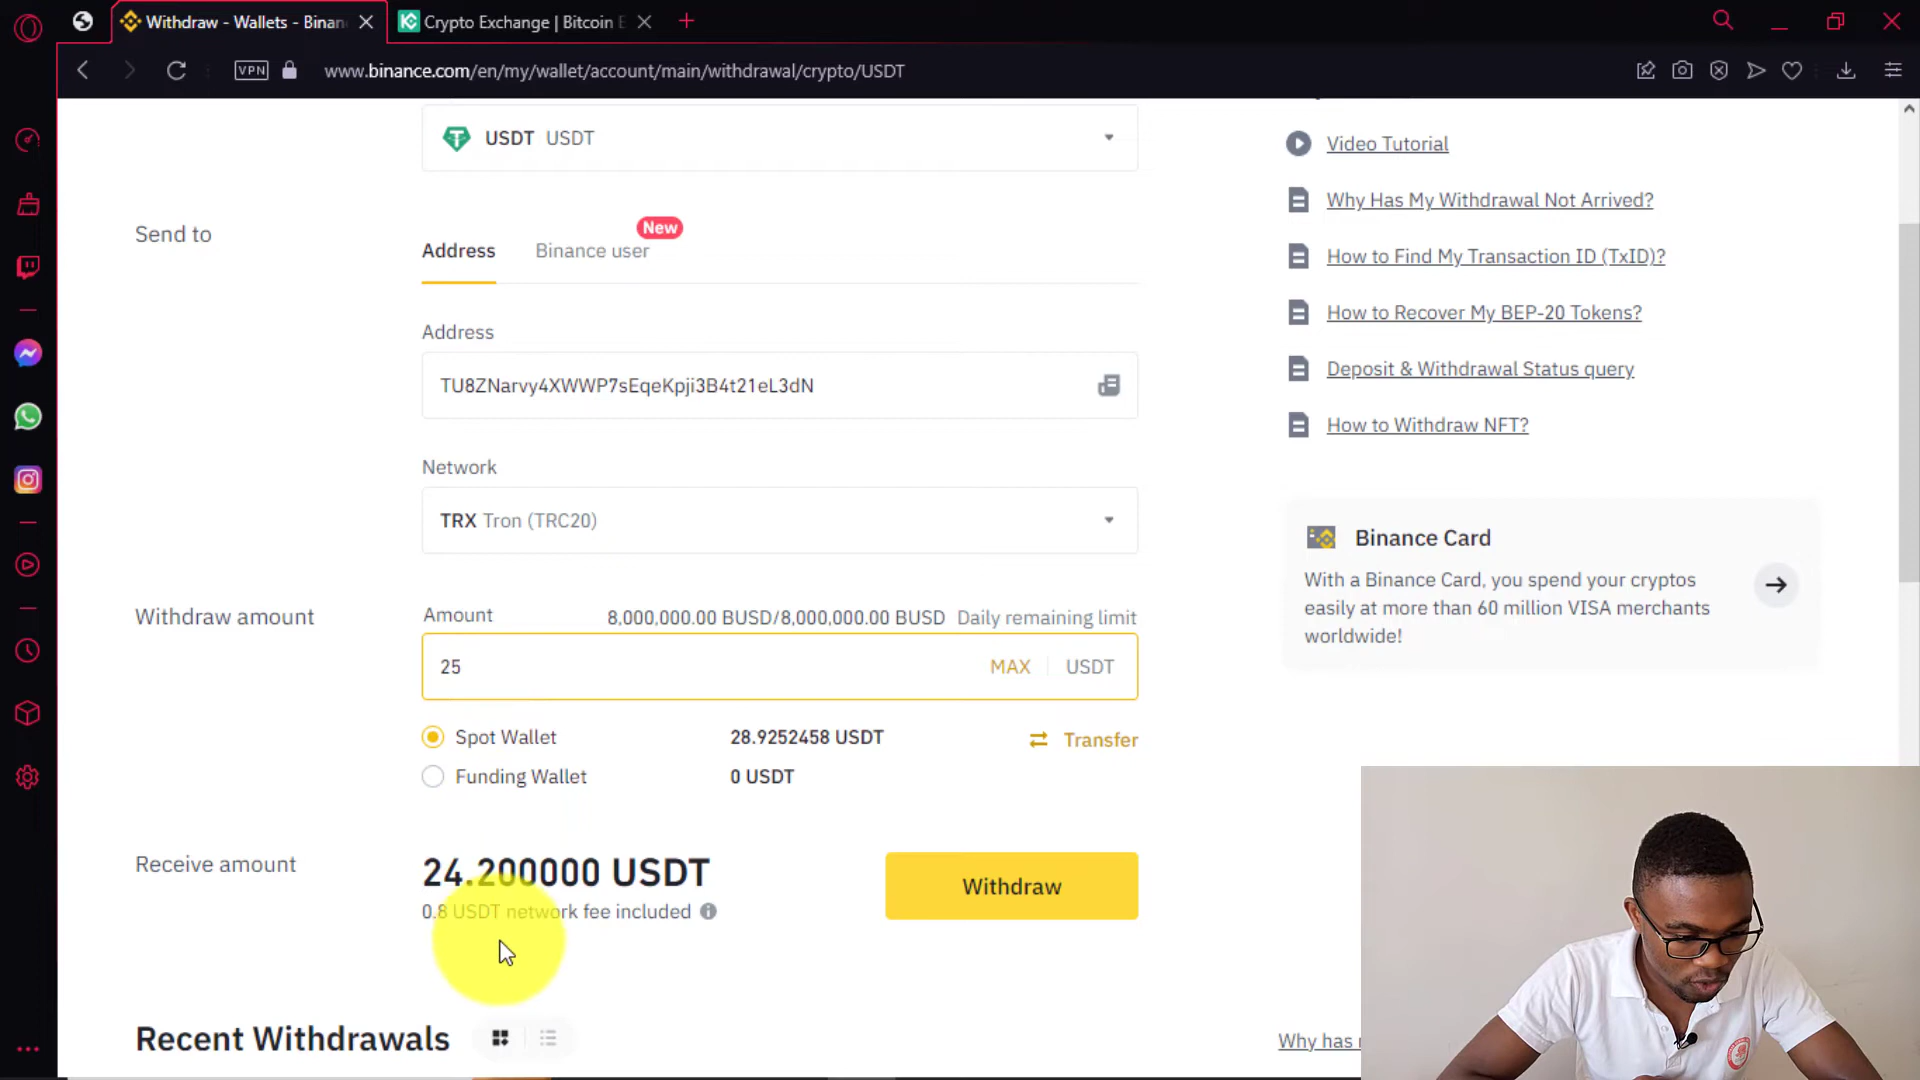 Withdraw - Wallets - Binan
Crypto Exchange | Bitcoin E
VPN
www.binance.com/en/my/wallet/account/main/withdrawal/crypto/USDT
USDT USDT
Video Tutorial
Why Has My Withdrawal Not Arrived?
Send to
New
Address Binance user
How to Find My Transaction ID (TxID)?
How to Recover My BEP-20 Tokens?
Address
Deposit & Withdrawal Status query
TU8ZNarvy4XWWP7sEqeKpji3B4t21eL3dN
How to Withdraw NFT?
Network
TRX Tron (TRC20)
Binance Card
With a Binance Card, you spend your cryptos
easily at more than 60 million VISA merchants
worldwide!
Withdraw amount
Amount 8,000,000.00 BUSD/8,000,000.00 BUSD Daily remaining limit
25 MAX USDT
Spot Wallet 28.9252458 USDT Transfer
Funding Wallet 0 USDT
Receive amount
24.200000 USDT
0.8 USDT network fee included
Withdraw
Recent Withdrawals
Why has